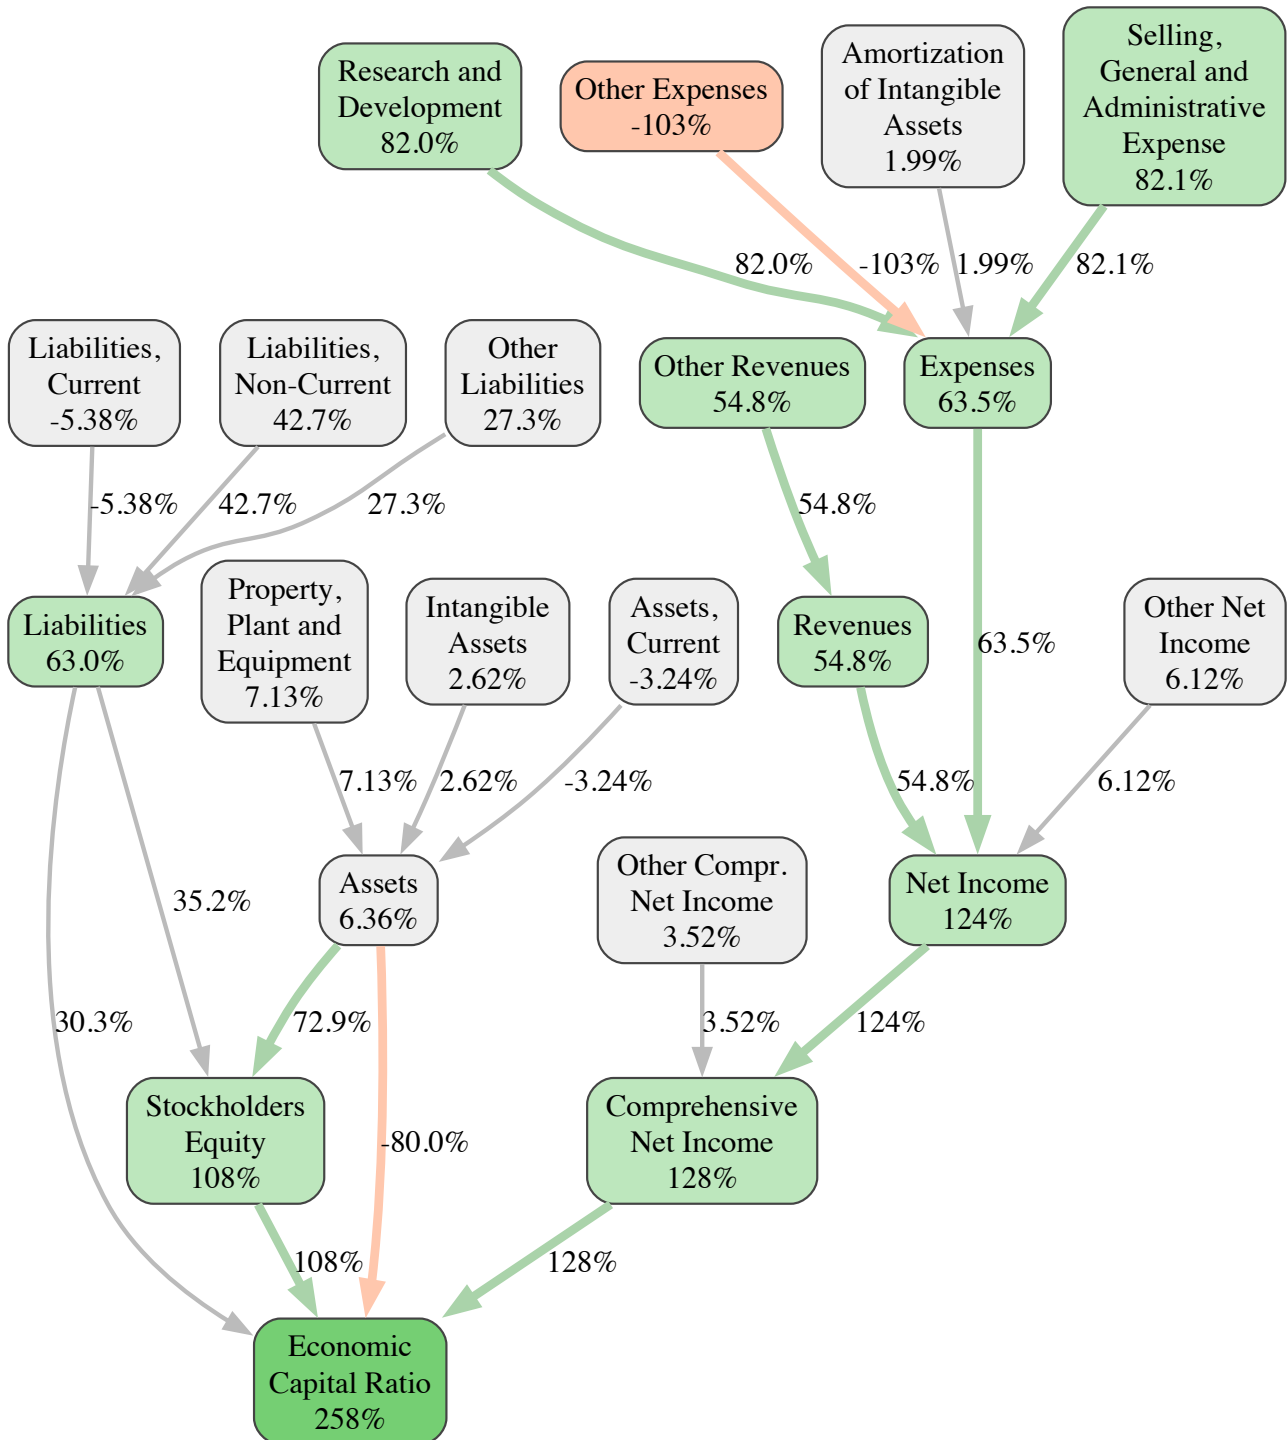 Research and
Development
82.0%
Other Expenses
-103%
Amortization
of Intangible
Assets
1.99%
Selling,
General and
Administrative
Expense
82.1%
82.0%
-103%
1.99%
82.1%
Liabilities,
Current
-5.38%
Liabilities,
Non-Current
42.7%
Other
Liabilities
27.3%
Other Revenues
54.8%
Expenses
63.5%
-5.38%
42.7%
27.3%
54.8%
Liabilities
63.0%
Property,
Plant and
Equipment
7.13%
Intangible
Assets
2.62%
Assets,
Current
-3.24%
Revenues
54.8%
63.5%
Other Net
Income
6.12%
7.13%
2.62%
-3.24%
54.8%
6.12%
35.2%
Assets
6.36%
Other Compr.
Net Income
3.52%
Net Income
124%
30.3%
72.9%
3.52%
124%
Stockholders
Equity
108%
-80.0%
Comprehensive
Net Income
128%
108%
128%
Economic
Capital Ratio
258%